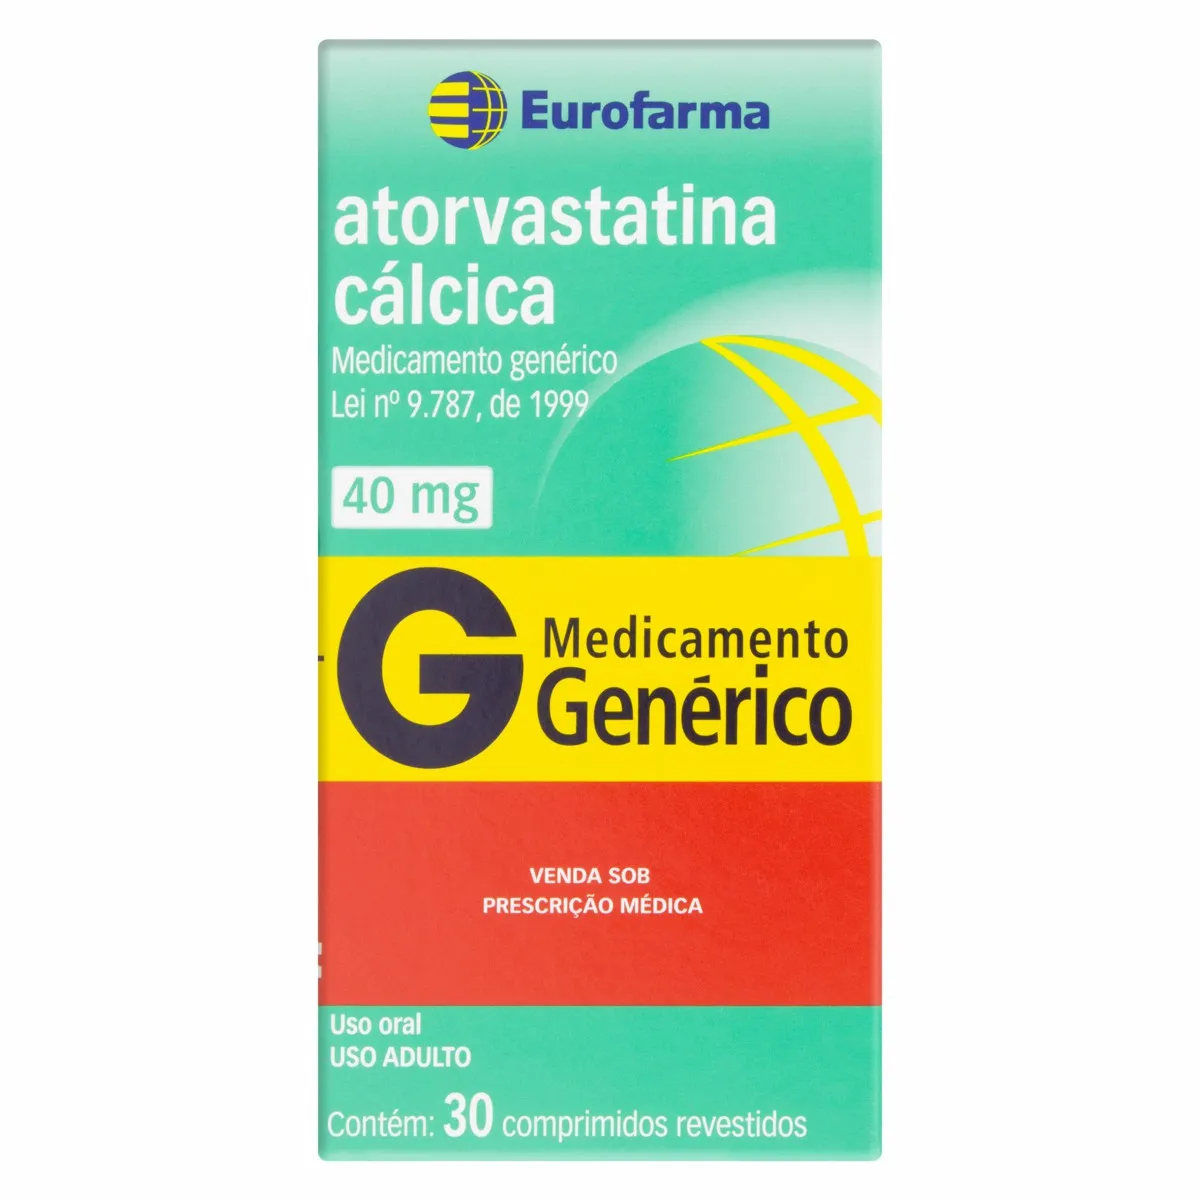 Eurofarma
atorvastatina
cálcica
Medicamento genérico
Lei nº 9.787, de 1999
40 mg
G
Medicamento
Genérico
VENDA SOB
PRESCRIÇÃO MÉDICA
Uso oral
USO ADULTO
Contém: 30 comprimidos revestidos